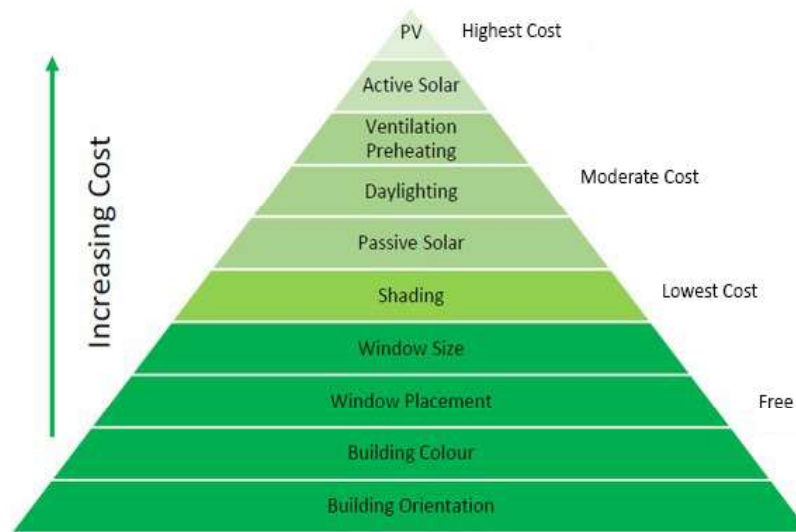 PV
Highest Cost
Active Solar
Ventilation
Preheating
Moderate Cost
Daylighting
Passive Solar
Shading
Lowest Cost
Window Size
Window Placement
Free
Building Colour
Building Orientation
Increasing Cost